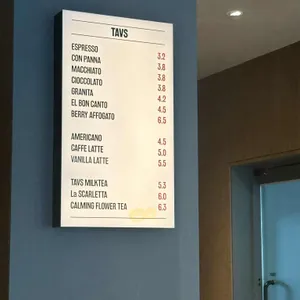 TAVS
ESPRESSO 3.2
CON PANNA 3.8
MACCHIATO 3.8
CIOCCOLATO 3.8
GRANITA 4.2
EL BON CANTO 4.5
BERRY AFFOGATO 6.5
AMERICANO 4.5
CAFFE LATTE 5.0
VANILLA LATTE 5.5
TAVS MILKTEA 5.3
La SCARLETTA 6.0
CALMING FLOWER TEA 6.3